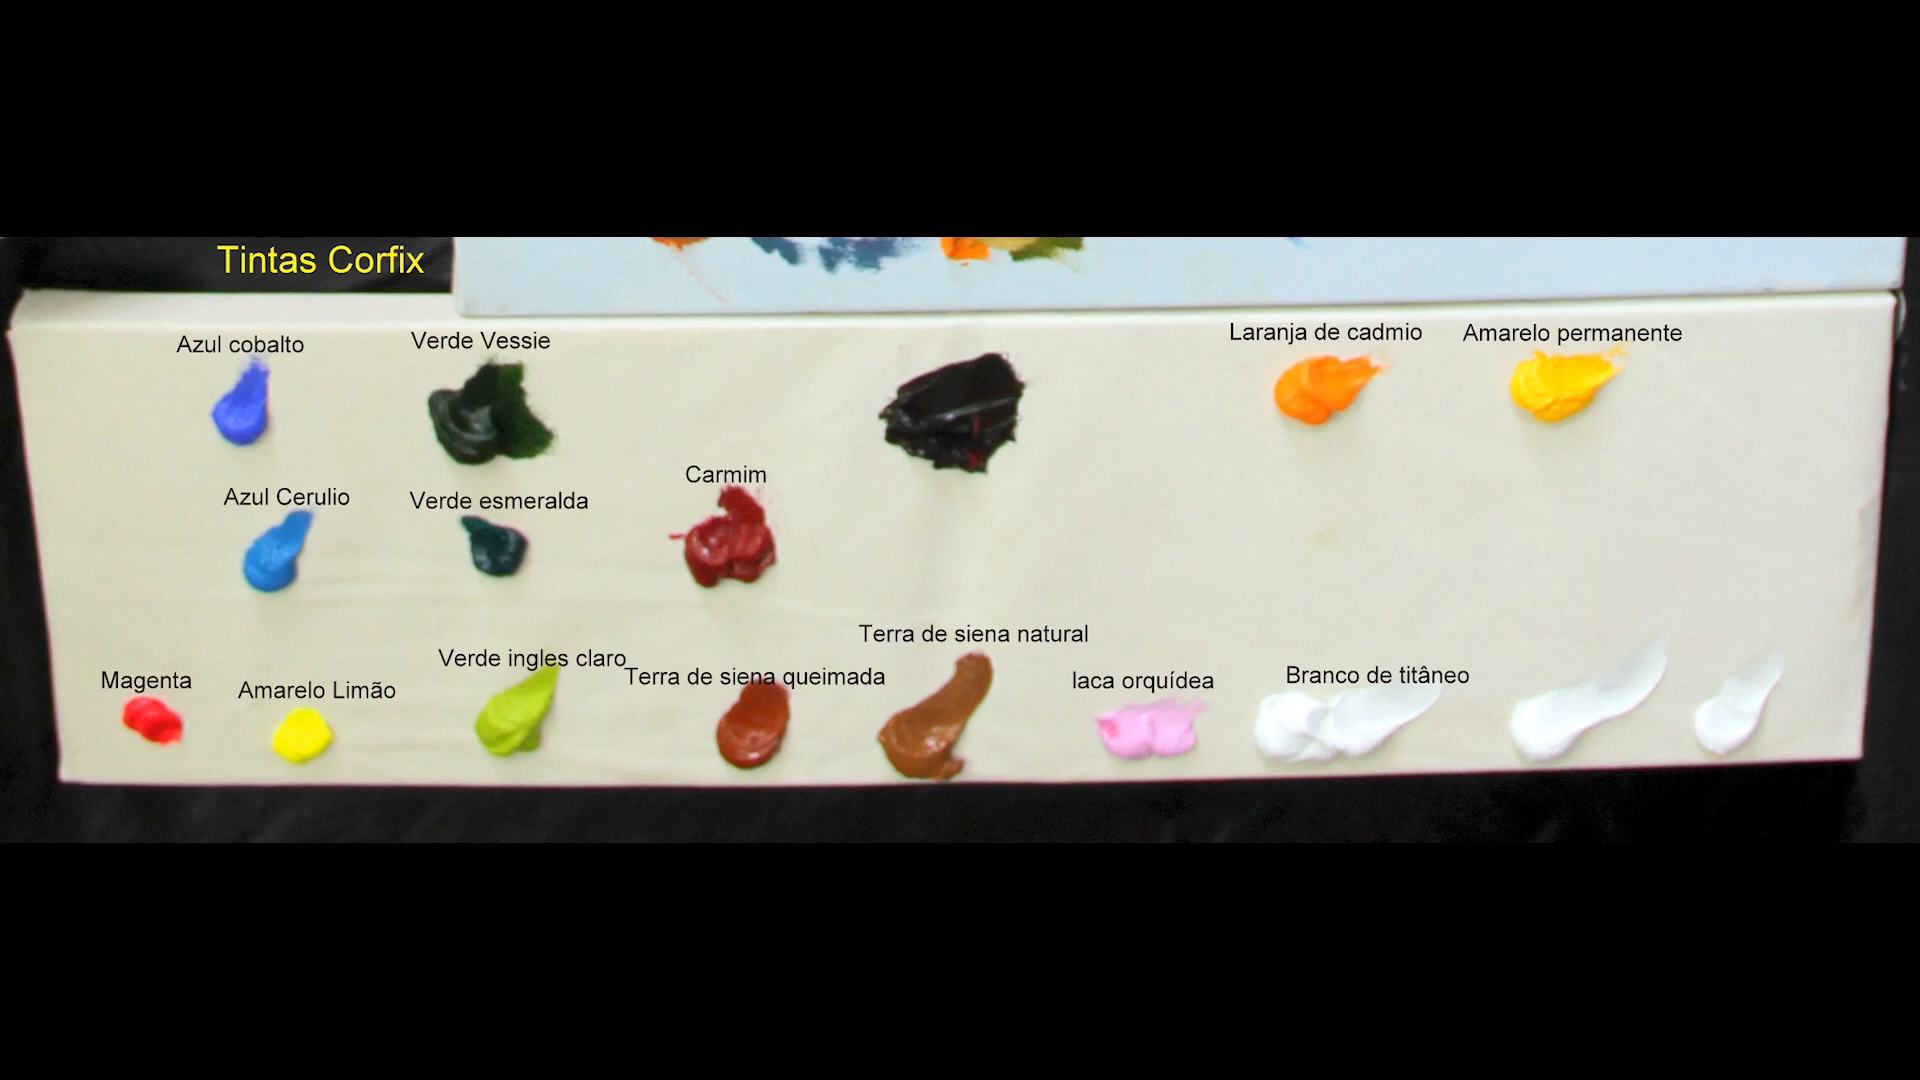 Tintas Corfix
Azul cobalto
Verde Vessie
Laranja de cadmio
Amarelo permanente
Azul Cerulio
Verde esmeralda
Carmim
Magenta
Amarelo Limão
Verde ingles claro
Terra de siena queimada
Terra de siena natural
laca orquídea
Branco de titâneo